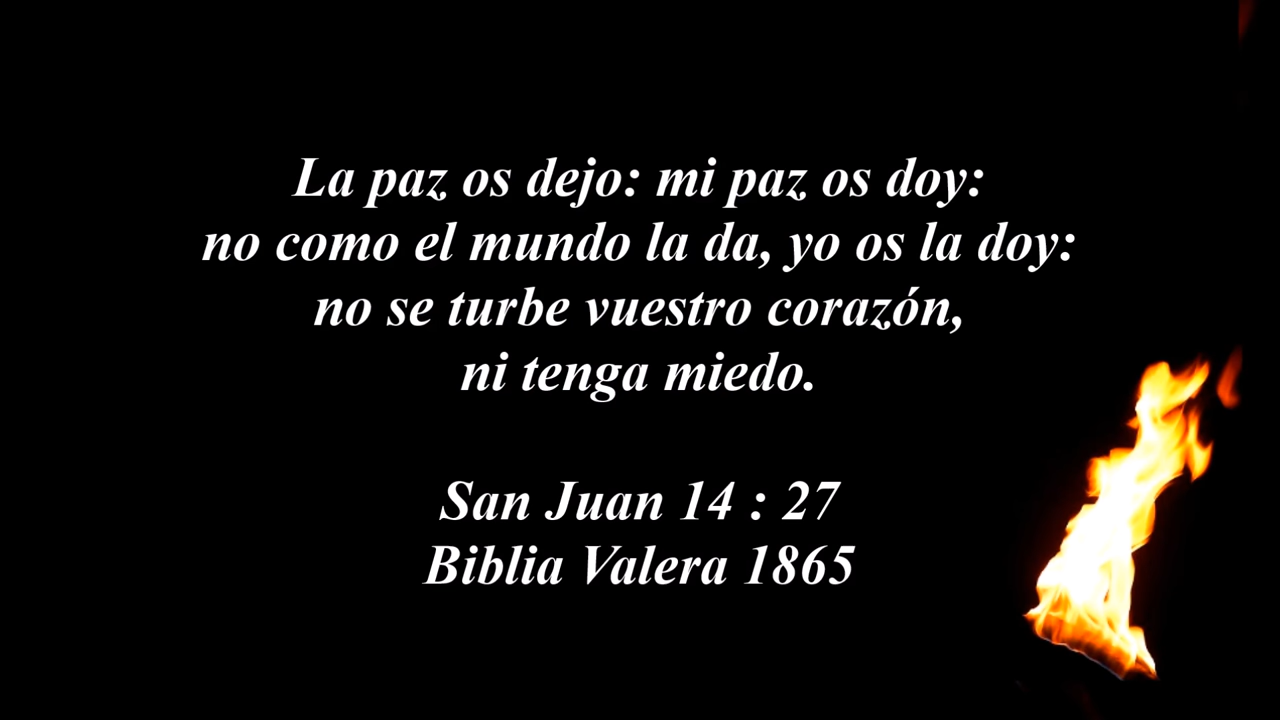 La paz os dejo: mi paz os doy:
no como el mundo la da, yo os la doy:
no se turbe vuestro corazón,
ni tenga miedo.
San Juan 14 : 27
Biblia Valera 1865